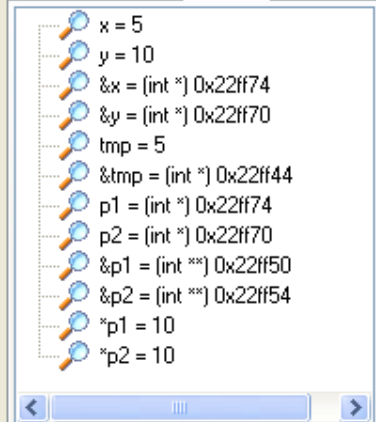 x = 5
y = 10
&x = (int *) 0x22ff74
&y = (int *) 0x22ff70
tmp = 5
&tmp = (int *) 0x22ff44
p1 = (int *) 0x22ff74
p2 = (int *) 0x22ff70
&p1 = (int **) 0x22ff50
&p2 = (int **) 0x22ff54
*p1 = 10
*p2 = 10